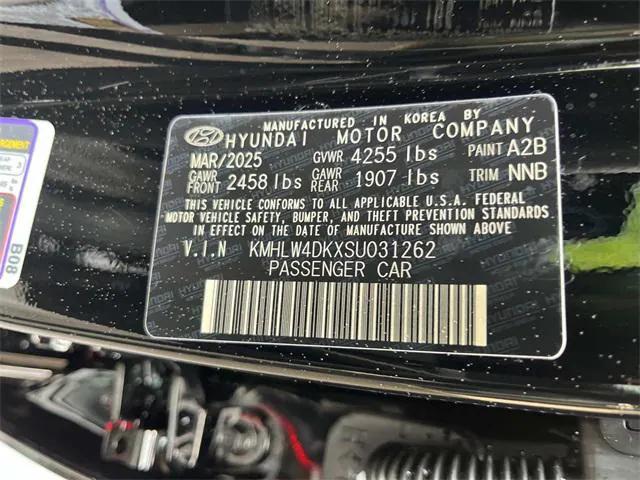 MANUFACTURED IN KOREA BY
HYUNDAI MOTOR COMPANY
MAR/2025 GVWR 4255 lbs PAINT A2B
GAWR FRONT 2458 lbs GAWR REAR 1907 lbs TRIM NNB
THIS VEHICLE CONFORMS TO ALL APPLICABLE U.S.A. FEDERAL
MOTOR VEHICLE SAFETY, BUMPER, AND THEFT PREVENTION STANDARDS
IN EFFECT ON THE DATE OF MANUFACTURE SHOWN ABOVE
V.I.N KMHLW4DKXSU031262
PASSENGER CAR
B08